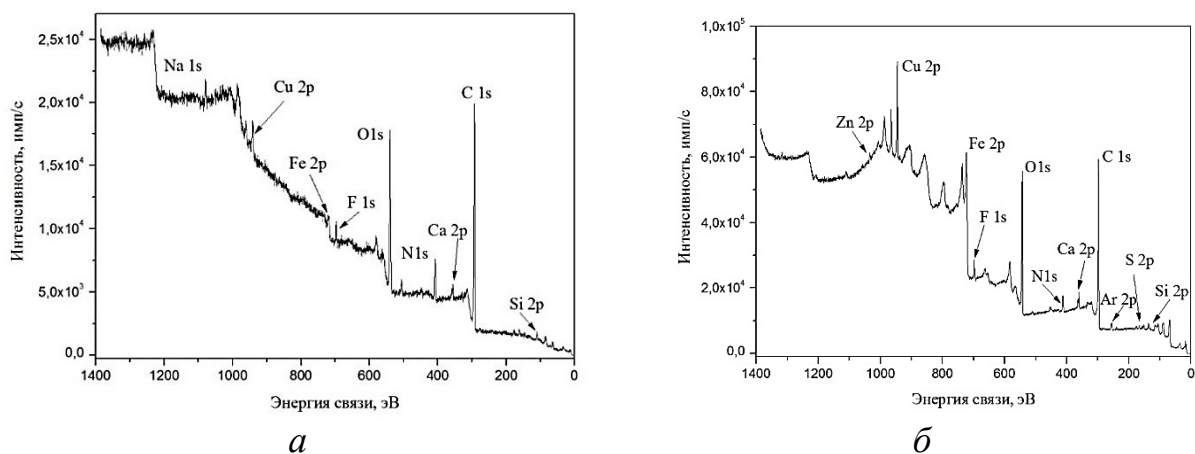 2,5x10⁴
2,0x10⁴
1,5x10⁴
1,0x10⁴
5,0x10³
0,0
Интенсивность, имп/с
Na 1s
Cu 2p
Fe 2p
F 1s
O1s
N1s
Ca 2p
C 1s
Si 2p
1400 1200 1000 800 600 400 200 0
Энергия связи, эВ
а
1,0x10⁵
8,0x10⁴
6,0x10⁴
4,0x10⁴
2,0x10⁴
0,0
Интенсивность, имп/с
Zn 2p
Cu 2p
Fe 2p
F 1s
O1s
N1s
Ca 2p
C 1s
Ar 2p
S 2p
Si 2p
1400 1200 1000 800 600 400 200 0
Энергия связи, эВ
б